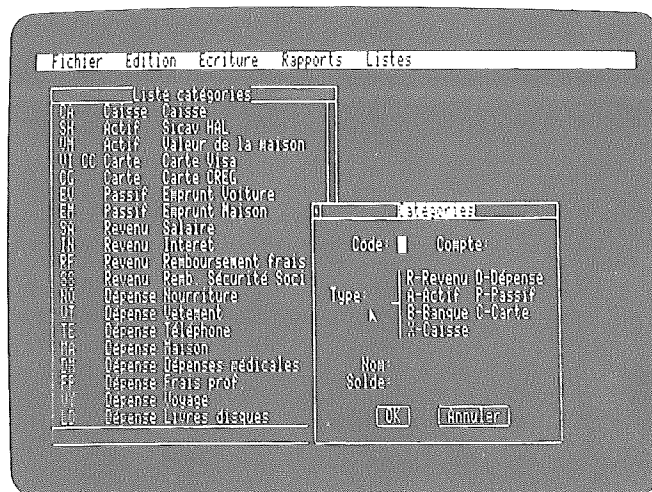 Fichier Edition Ecriture Rapports Listes
Liste catégories
CA Caisse Caisse
SH Actif Sicav HAL
VM Actif Valeur de la maison
VI CC Carte Carte Visa
CG Carte Carte CREG
EV Passif Emprunt Voiture
EM Passif Emprunt Maison
SA Revenu Salaire
IN Revenu Interet
RF Revenu Remboursement frais
SS Revenu Remb. Sécurité Soci
NO Dépense Nourriture
VT Dépense Vetement
TE Dépense Téléphone
MA Dépense Maison
DM Dépense Dépenses médicales
FP Dépense Frais prof.
VY Dépense Voyage
LD Dépense Livres disques
Catégories
Code: Compte:
Type:
R-Revenu D-Dépense
A-Actif P-Passif
B-Banque C-Carte
X-Caisse
Nom:
Solde:
OK Annuler